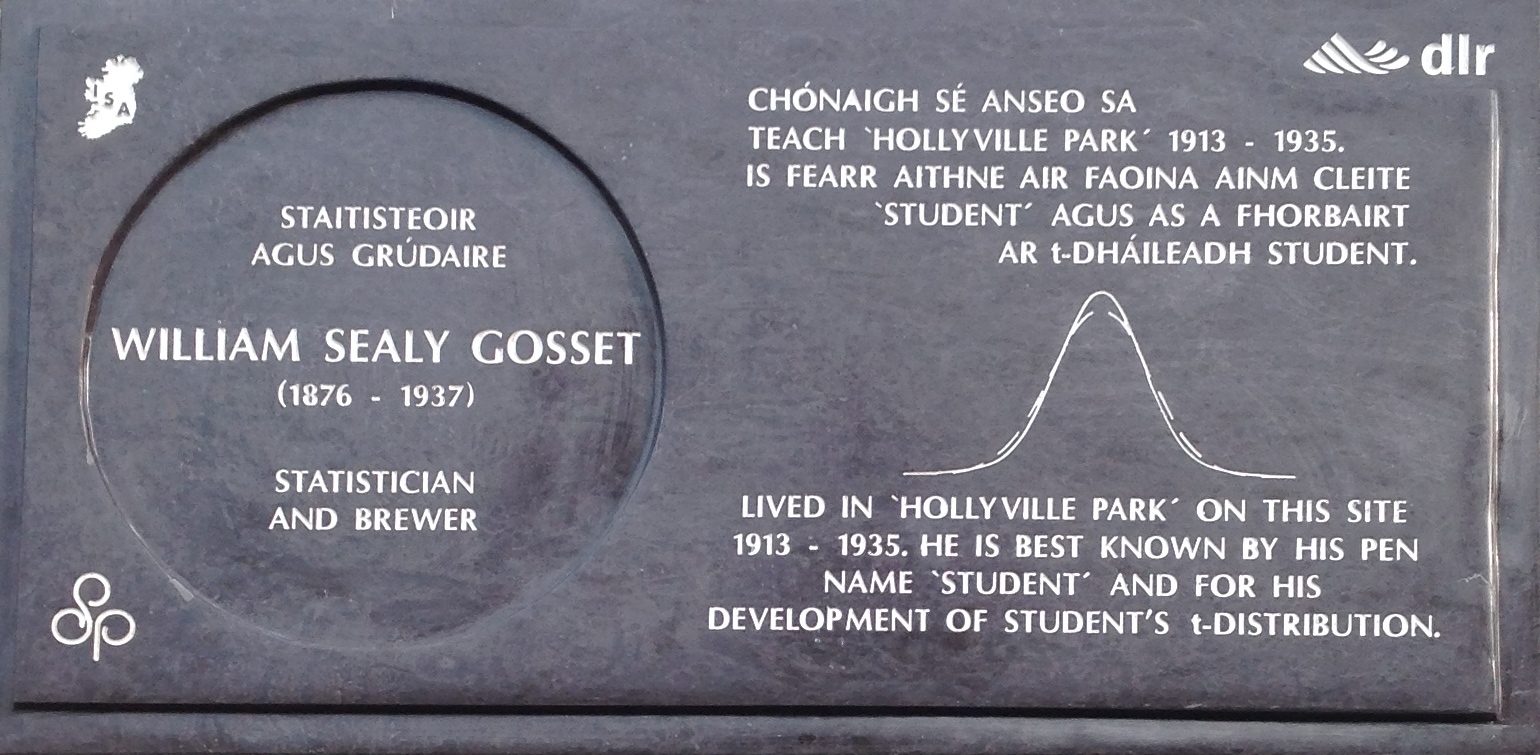 ISA
dlr
STAITISTEOIR
AGUS GRÚDAIRE
WILLIAM SEALY GOSSET
(1876 - 1937)
STATISTICIAN
AND BREWER
CHÓNAIGH SÉ ANSEO SA
TEACH `HOLLYVILLE PARK´ 1913 - 1935.
IS FEARR AITHNE AIR FAOINA AINM CLEITE
`STUDENT´ AGUS AS A FHORBAIRT
AR t-DHÁILEADH STUDENT.
LIVED IN `HOLLYVILLE PARK´ ON THIS SITE
1913 - 1935. HE IS BEST KNOWN BY HIS PEN
NAME `STUDENT´ AND FOR HIS
DEVELOPMENT OF STUDENT'S t-DISTRIBUTION.